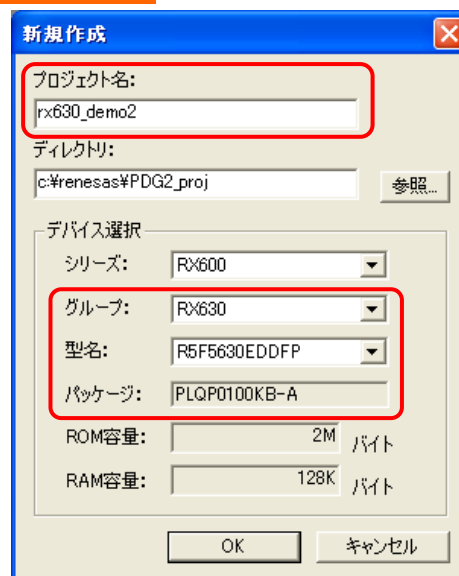 新規作成
プロジェクト名:
rx630_demo2
ディレクトリ:
c:¥renesas¥PDG2_proj
参照...
デバイス選択
シリーズ: RX600
グループ: RX630
型名: R5F5630EDDFP
パッケージ: PLQP0100KB-A
ROM容量: 2M バイト
RAM容量: 128K バイト
OK キャンセル